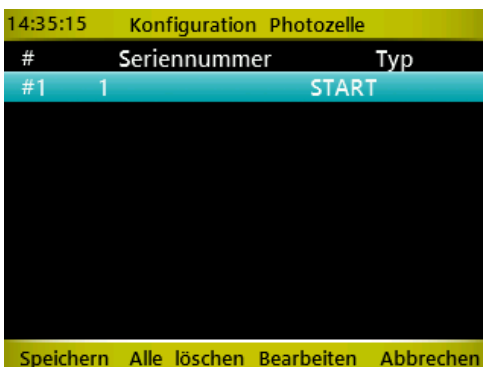 14:35:15 Konfiguration Photozelle
# Seriennummer Typ
#1 1 START
Speichern Alle löschen Bearbeiten Abbrechen